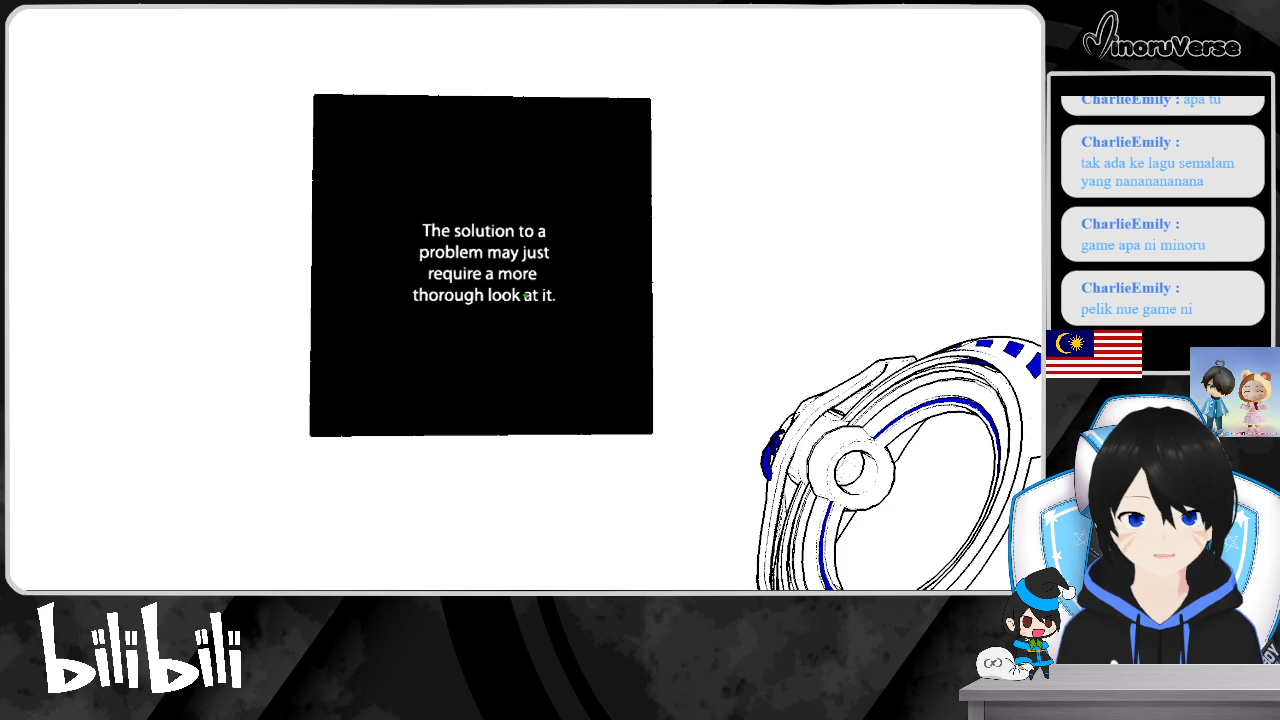 The solution to a
problem may just
require a more
thorough look at it.
MinoruVerse
CharlieEmily : apa tu
CharlieEmily :
tak ada ke lagu semalam
yang nanananana
CharlieEmily :
game apa ni minoru
CharlieEmily :
pelik nue game ni
bilibili